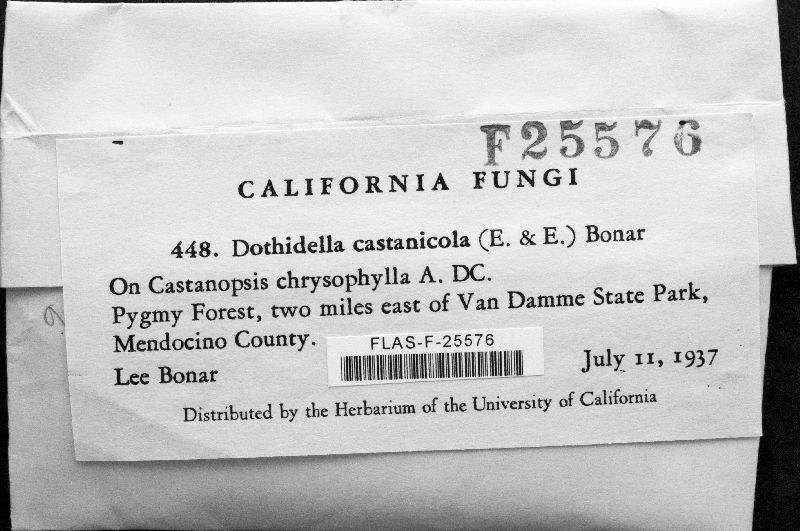 F25576
CALIFORNIA FUNGI
448. Dothidella castanicola (E. & E.) Bonar
On Castanopsis chrysophylla A. DC.
Pygmy Forest, two miles east of Van Damme State Park,
Mendocino County.
FLAS-F-25576
Lee Bonar
July 11, 1937
Distributed by the Herbarium of the University of California